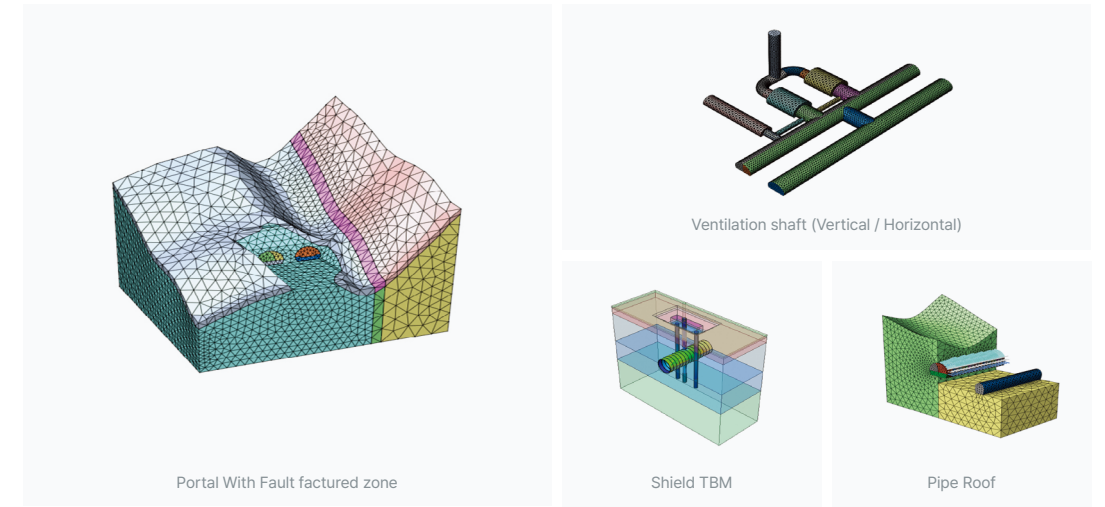 Ventilation shaft (Vertical / Horizontal)
Portal With Fault factured zone
Shield TBM
Pipe Roof